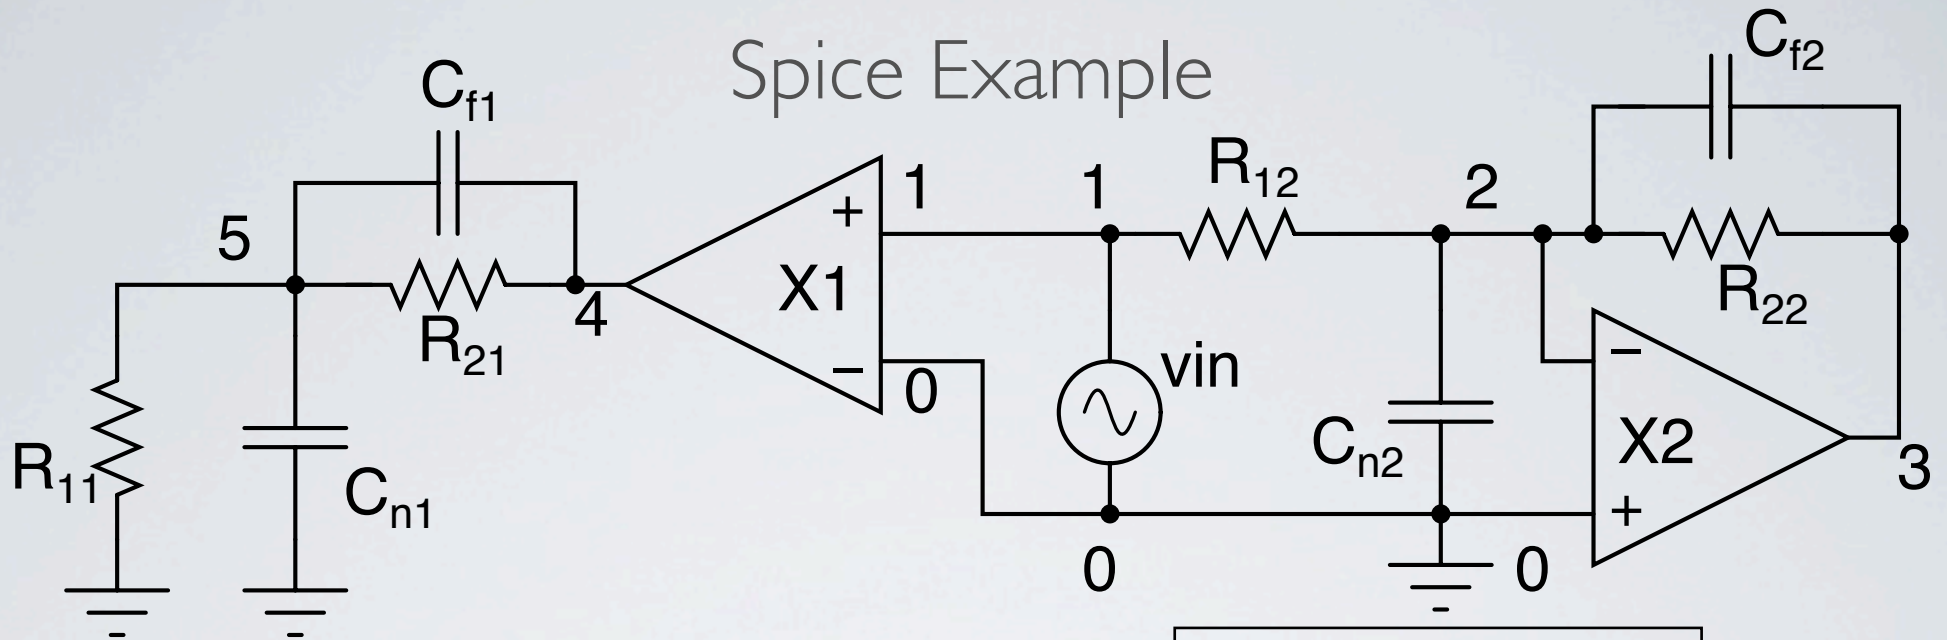 Spice Example
Cf1
Cf2
5
R21
4
R11
Cn1
X1
+
−
1
0
1
R12
2
vin
0
Cn2
R22
X2
−
+
0
3